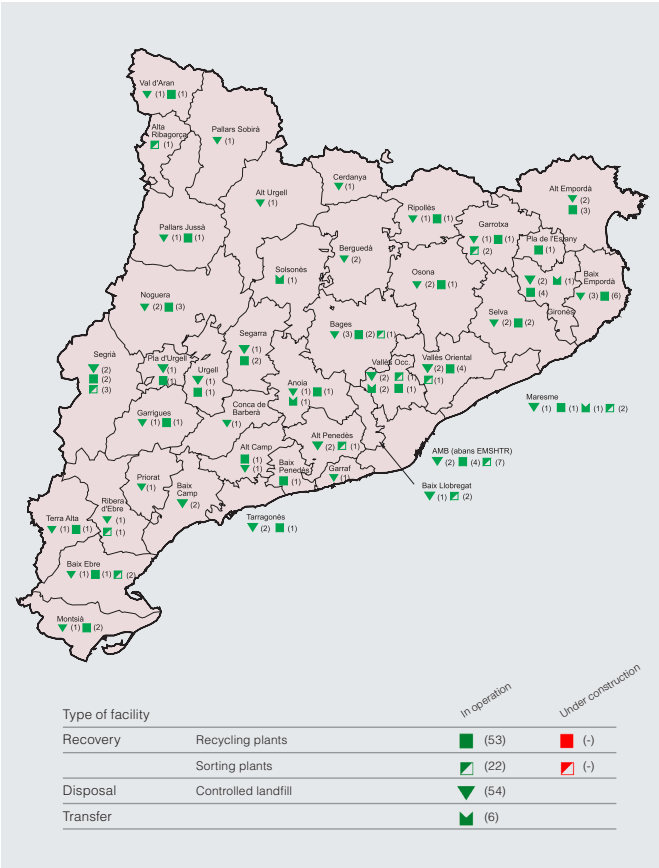 Val d'Aran
(1) (1)
Alta
Ribagorça
(1)
Pallars Sobirà
(1)
Cerdanya
(1)
Alt Urgell
(1)
Alt Empordà
(2)
(3)
Ripollès
(1) (1)
Garrotxa
(1) (1)
(2)
Pla de l'Estany
(1)
Pallars Jussà
(1) (1)
Berguedà
(2)
Solsonès
(1)
Osona
(2) (1)
(2) (1)
(4)
Gironès
Baix
Empordà
(3) (6)
Noguera
(2) (3)
Selva
(2) (2)
Segarra
(1)
(2)
Bages
(3) (2) (1)
Segrià
(2)
(2)
(3)
Pla d'Urgell
(1)
(1)
Urgell
(1)
(1)
Anoia
(1) (1)
(1)
Vallès Occ.
(2) (1)
(2) (1)
Vallès Oriental
(2) (4)
(1)
Maresme
(1) (1) (1) (2)
Garrigues
(1) (1)
Conca de
Barberà
(1)
Alt Camp
(1)
(1)
Alt Penedès
(2) (1)
AMB (abans EMSHTR)
(2) (4) (7)
Baix
Penedès
(1)
Garraf
(1)
Baix Llobregat
(1) (2)
Priorat
(1)
Baix
Camp
(2)
Ribera
d'Ebre
(1)
(1)
Terra Alta
(1) (1)
Tarragonès
(2) (1)
Baix Ebre
(1) (1) (2)
Montsià
(1) (2)
In operation
Under construction
Type of facility
Recovery Recycling plants (53) (-)
Sorting plants (22) (-)
Disposal Controlled landfill (54)
Transfer (6)